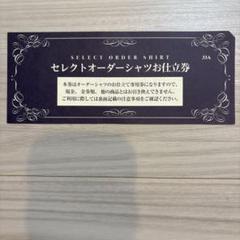 SELECT ORDER SHIRT
セレクトオーダーシャツお仕立券
本券はオーダーシャツのお仕立て専用券になりますので、
現金、金券類、他の商品とはお引き換えできません。
ご利用に際しては裏面記載の注意事項をご確認ください。